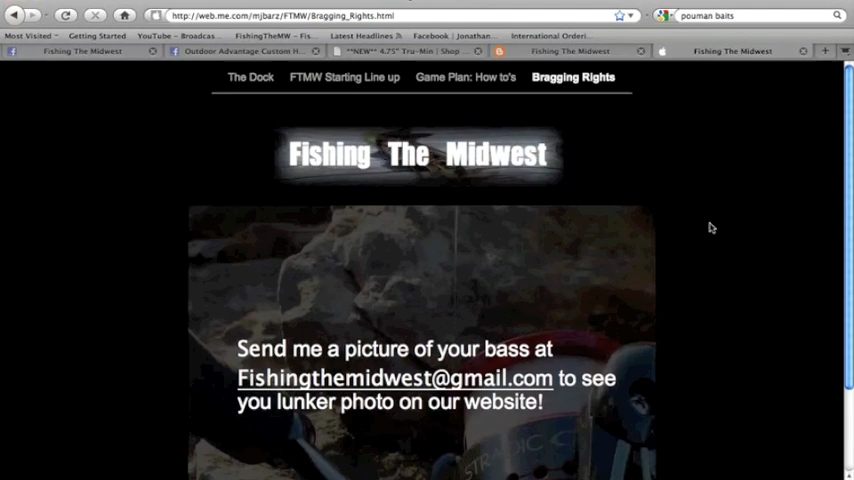 http://web.me.com/mjbarz/FTMW/Bragging_Rights.html
pouman baits
Most Visited
Getting Started
YouTube – Broadcas...
FishingTheMW – Fis...
Latest Headlines
Facebook | Jonathan...
International Orderi...
Fishing The Midwest
Outdoor Advantage Custom H...
**NEW** 4.75" Tru-Min | Shop ...
Fishing The Midwest
Fishing The Midwest
The Dock
FTMW Starting Line up
Game Plan: How to's
Bragging Rights
Fishing The Midwest
Send me a picture of your bass at
Fishingthemidwest@gmail.com to see
you lunker photo on our website!
STRADIC CI